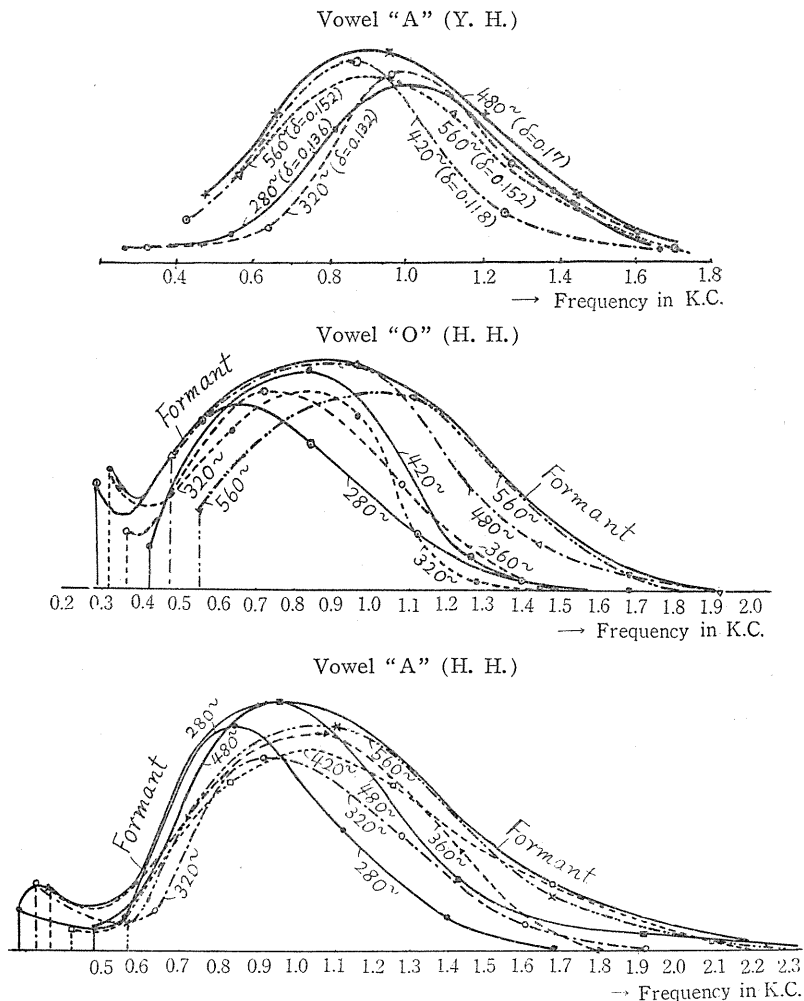 Vowel “A” (Y. H.)
480~(δ=0.17)
560~(δ=0.152)
560~(δ=0.152)
280~(δ=0.136)
320~(δ=0.132)
420~(δ=0.118)
0.4 0.6 0.8 1.0 1.2 1.4 1.6 1.8
→ Frequency in K.C.
Vowel “O” (H. H.)
Formant
Formant
320~
560~
420~
280~
560~
480~
360~
320~
0.2 0.3 0.4 0.5 0.6 0.7 0.8 0.9 1.0 1.1 1.2 1.3 1.4 1.5 1.6 1.7 1.8 1.9 2.0
→ Frequency in K.C.
Vowel “A” (H. H.)
280~
480~
560~
420~
480~
320~
Formant
Formant
360~
320~
280~
0.5 0.6 0.7 0.8 0.9 1.0 1.1 1.2 1.3 1.4 1.5 1.6 1.7 1.8 1.9 2.0 2.1 2.2 2.3
→ Frequency in K.C.